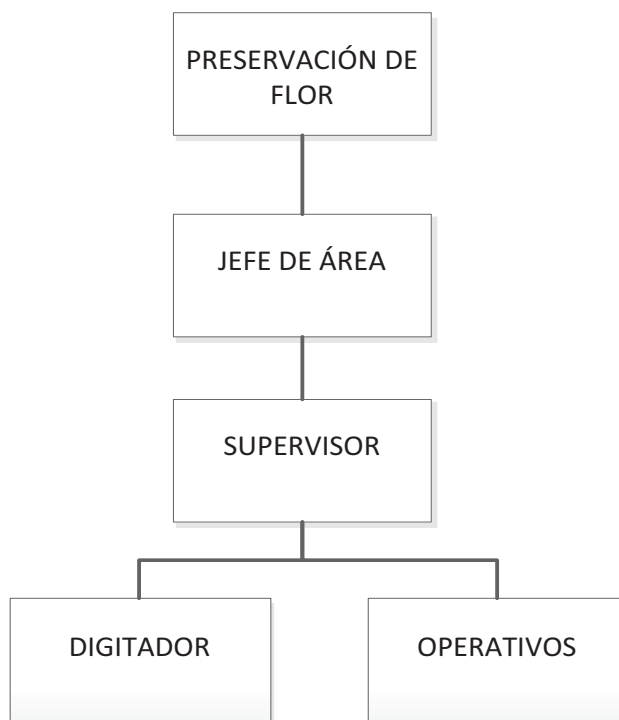 PRESERVACIÓN DE
FLOR
JEFE DE ÁREA
SUPERVISOR
DIGITADOR
OPERATIVOS